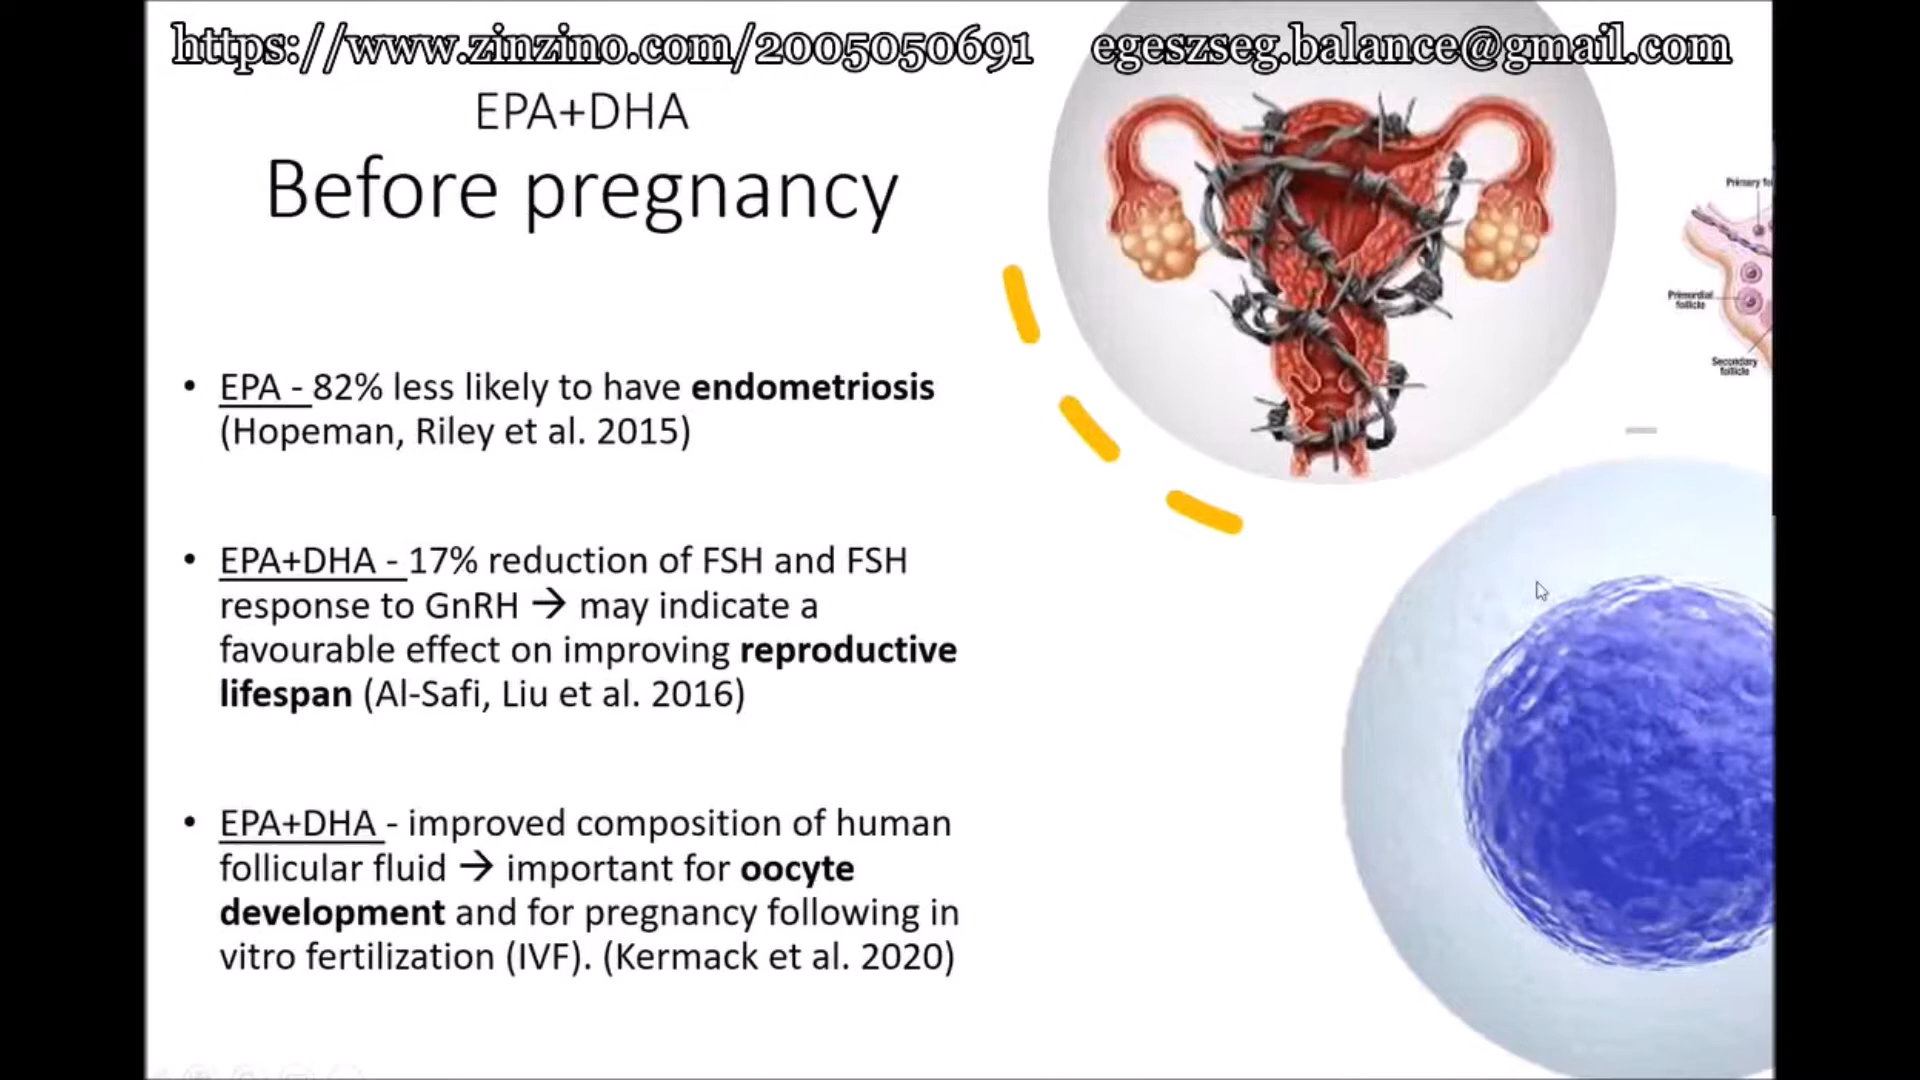 https://www.zinzino.com/2005050691 egeszseg.balance@gmail.com
EPA+DHA
Before pregnancy
• EPA - 82% less likely to have endometriosis
(Hopeman, Riley et al. 2015)
• EPA+DHA - 17% reduction of FSH and FSH
response to GnRH → may indicate a
favourable effect on improving reproductive
lifespan (Al-Safi, Liu et al. 2016)
• EPA+DHA - improved composition of human
follicular fluid → important for oocyte
development and for pregnancy following in
vitro fertilization (IVF). (Kermack et al. 2020)
Primary fo
Primordial
follicle
Secondary
follicle